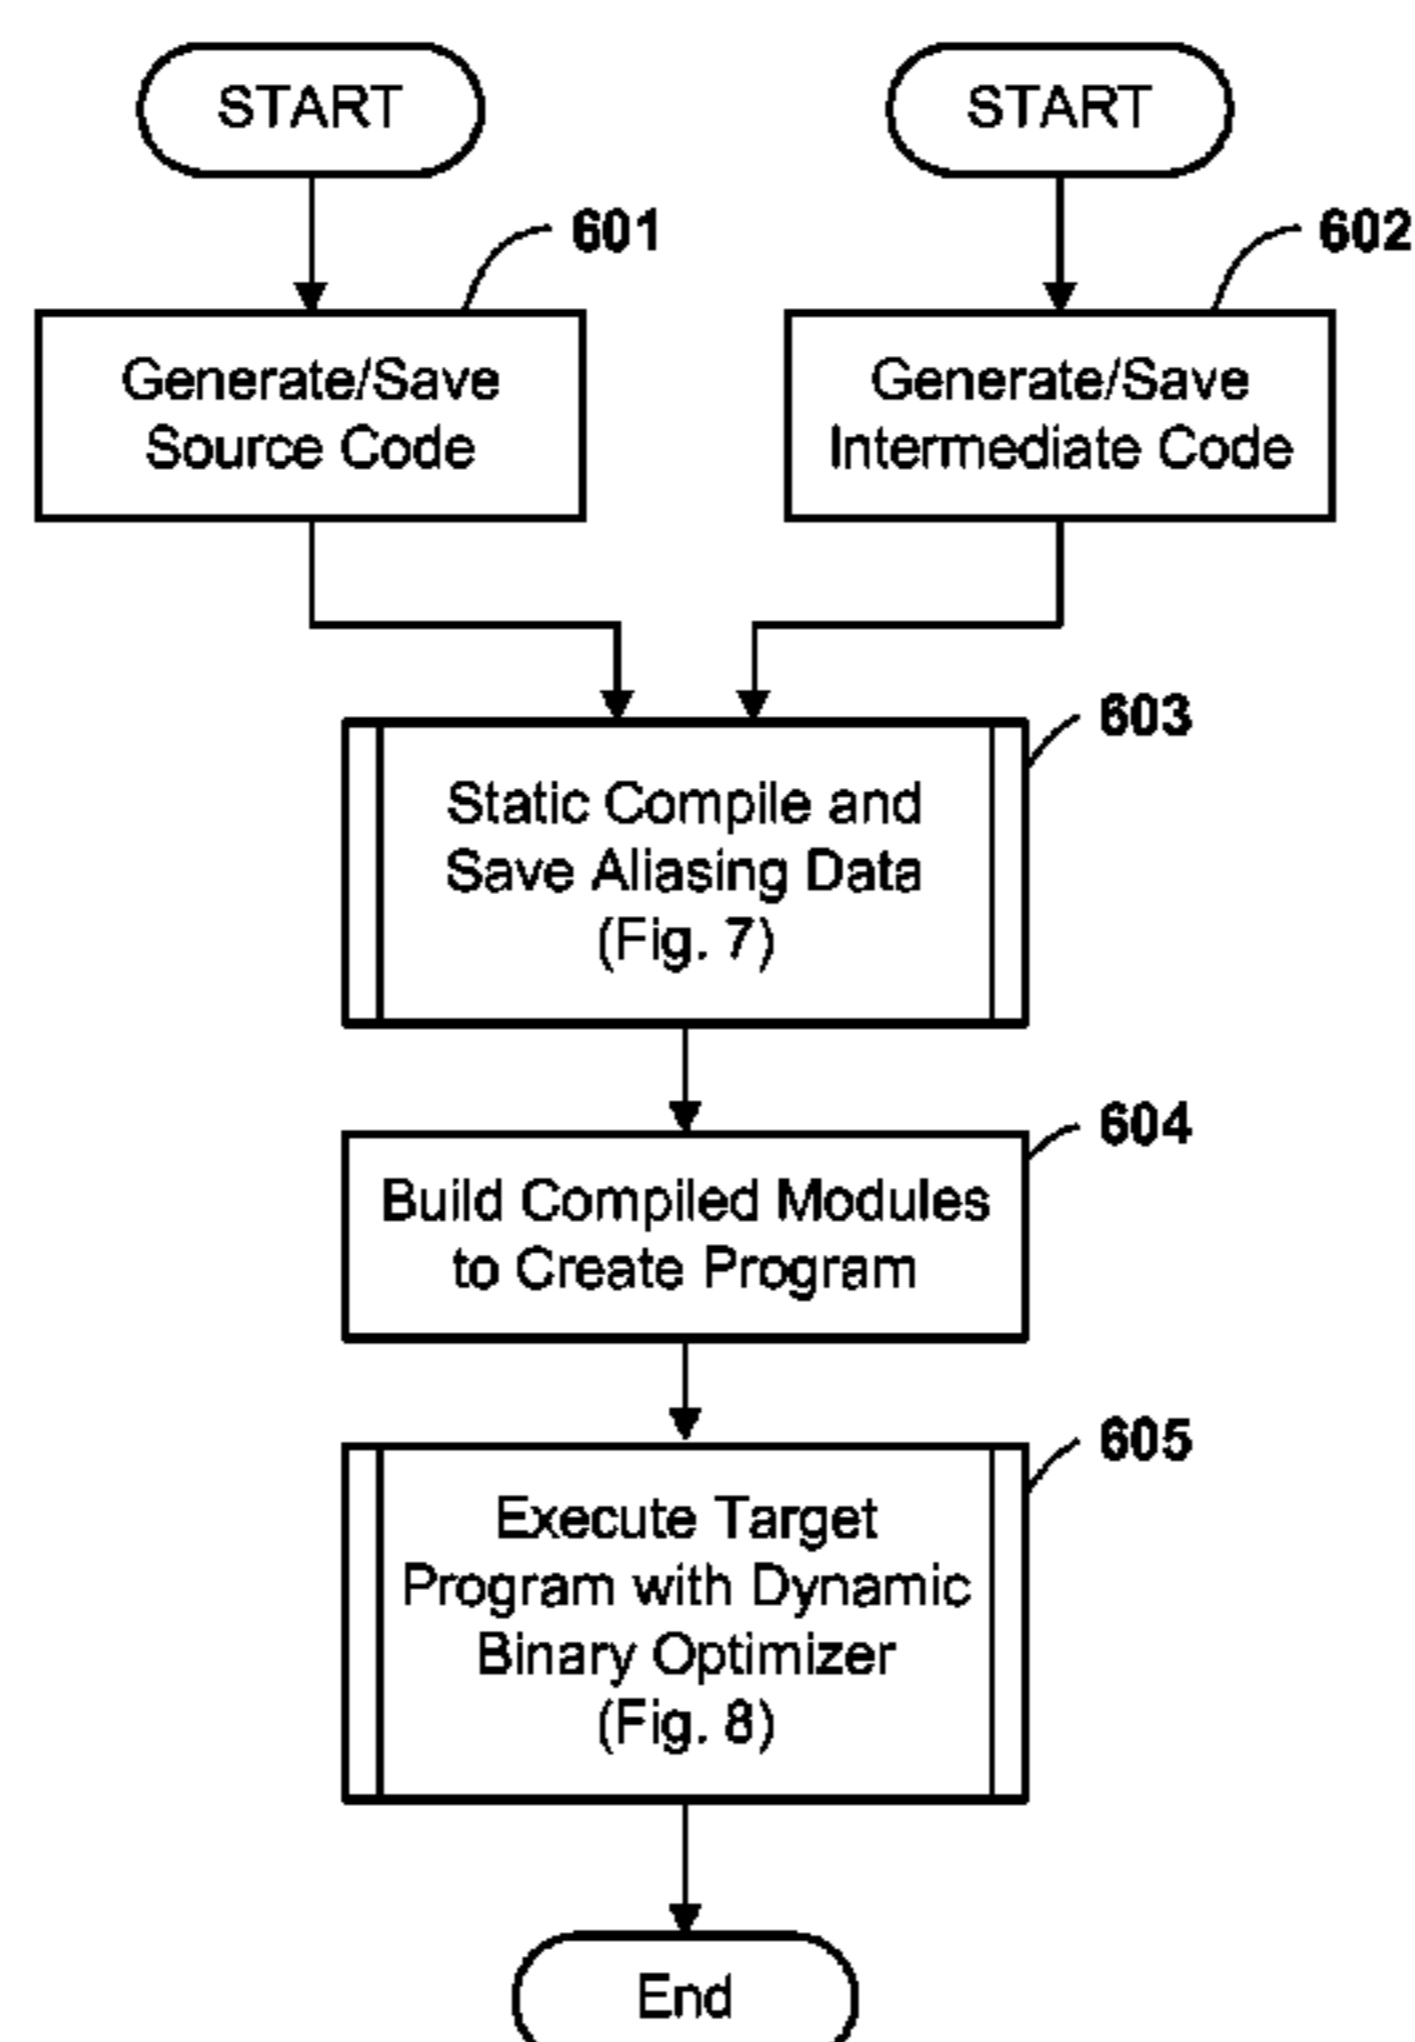 START
START
601
602
Generate/Save
Source Code
Generate/Save
Intermediate Code
603
Static Compile and
Save Aliasing Data
(Fig. 7)
604
Build Compiled Modules
to Create Program
605
Execute Target
Program with Dynamic
Binary Optimizer
(Fig. 8)
End